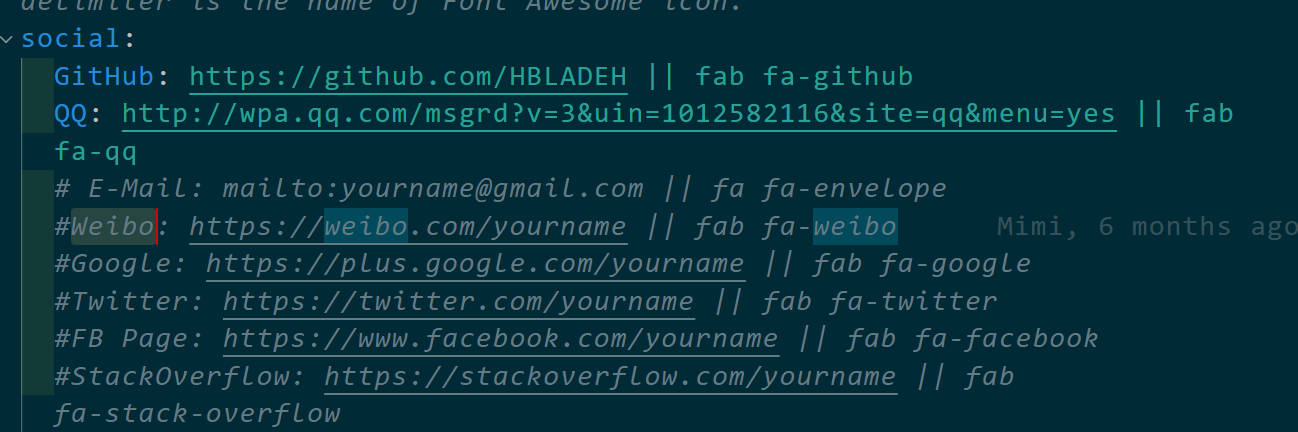 delimiter is the name of Font Awesome icon.
social:
GitHub: https://github.com/HBLADEH || fab fa-github
QQ: http://wpa.qq.com/msgrd?v=3&uin=1012582116&site=qq&menu=yes || fab
fa-qq
# E-Mail: mailto:yourname@gmail.com || fa fa-envelope
#Weibo: https://weibo.com/yourname || fab fa-weibo Mimi, 6 months ago
#Google: https://plus.google.com/yourname || fab fa-google
#Twitter: https://twitter.com/yourname || fab fa-twitter
#FB Page: https://www.facebook.com/yourname || fab fa-facebook
#StackOverflow: https://stackoverflow.com/yourname || fab
fa-stack-overflow